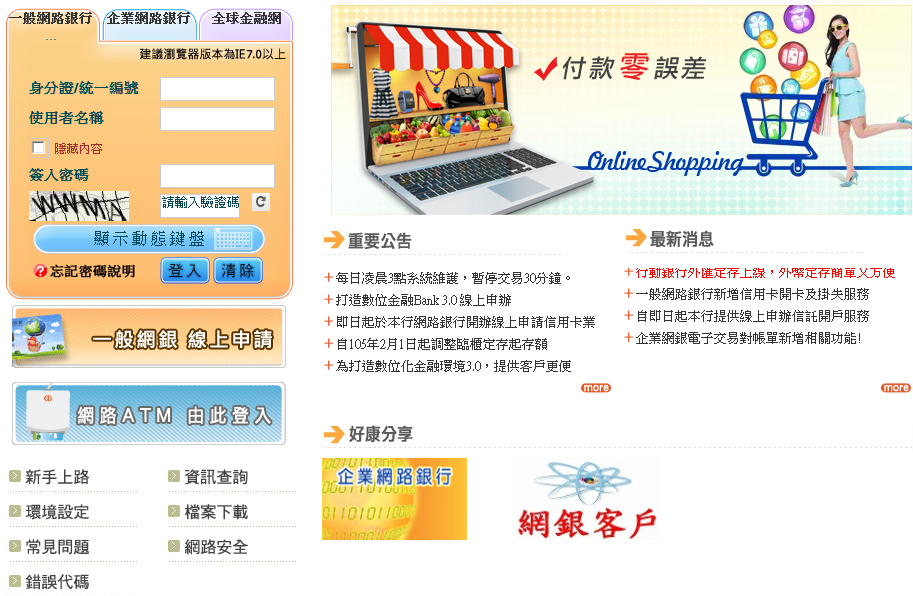 一般網路銀行
...
企業網路銀行
全球金融網
建議瀏覽器版本為IE7.0以上
身分證/統一編號
使用者名稱
隱藏內容
簽入密碼
請輸入驗證碼
顯示動態鍵盤
忘記密碼說明
登入
清除
一般網銀 線上申請
網路ATM 由此登入
新手上路
資訊查詢
環境設定
檔案下載
常見問題
網路安全
錯誤代碼
付款零誤差
OnlineShopping
重要公告
每日凌晨3點系統維護，暫停交易30分鐘。
打造數位金融Bank 3.0 線上申辦
即日起於本行網路銀行開辦線上申請信用卡業
自105年2月1日起調整臨櫃定存起存額
為打造數位化金融環境3.0，提供客戶更便
more
最新消息
行動銀行外匯定存上線，外幣定存簡單又方便
一般網路銀行新增信用卡開卡及掛失服務
自即日起本行提供線上申辦信託開戶服務
企業網銀電子交易對帳單新增相關功能!
more
好康分享
企業網路銀行
網銀客戶